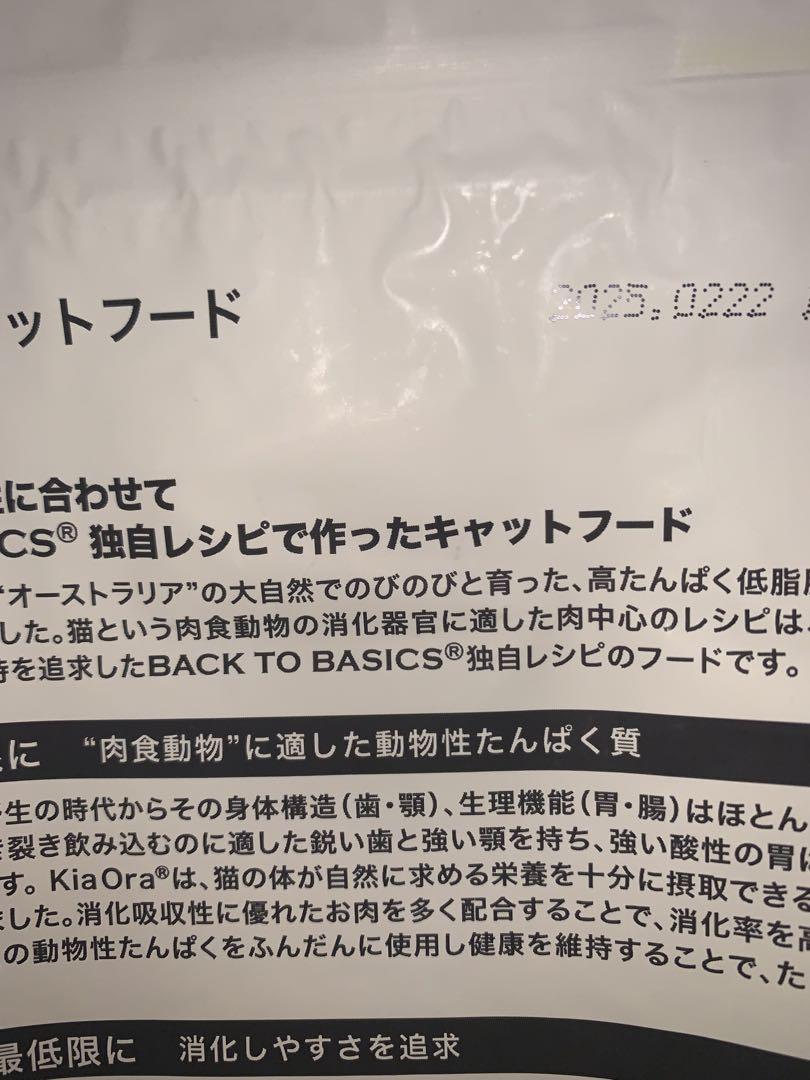 ットフード
2025.0222
に合わせて
CS® 独自レシピで作ったキャットフード
“オーストラリア”の大自然でのびのびと育った、高たんぱく低脂
した。猫という肉食動物の消化器官に適した肉中心のレシピは、
を追求したBACK TO BASICS®独自レシピのフードです。
に “肉食動物”に適した動物性たんぱく質
生の時代からその身体構造(歯・顎)、生理機能(胃・腸)はほとん
裂き飲み込むのに適した鋭い歯と強い顎を持ち、強い酸性の胃は
す。KiaOra®は、猫の体が自然に求める栄養を十分に摂取できる
ました。消化吸収性に優れたお肉を多く配合することで、消化率を高
の動物性たんぱくをふんだんに使用し健康を維持することで、た
最低限に 消化しやすさを追求